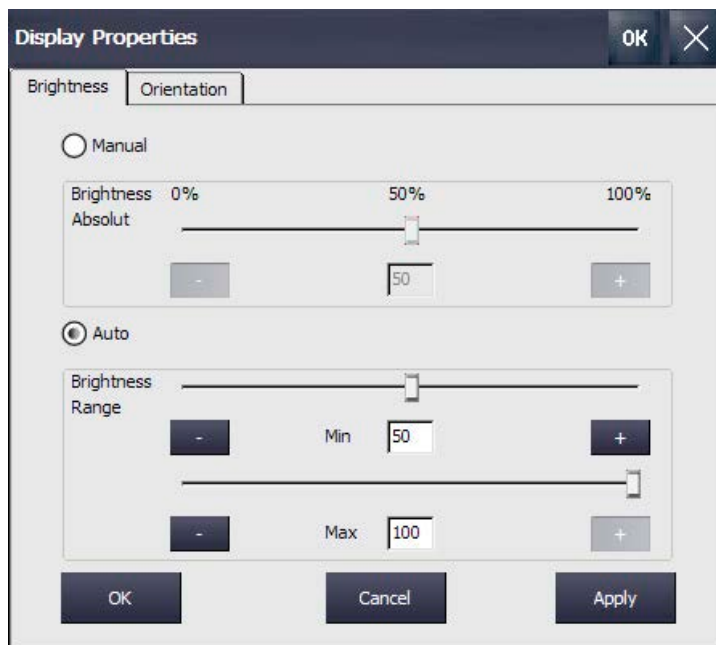 Display Properties OK
Brightness Orientation
Manual
Brightness 0% 50% 100%
Absolut
- 50 +
Auto
Brightness
Range
- Min 50 +
- Max 100 +
OK Cancel Apply